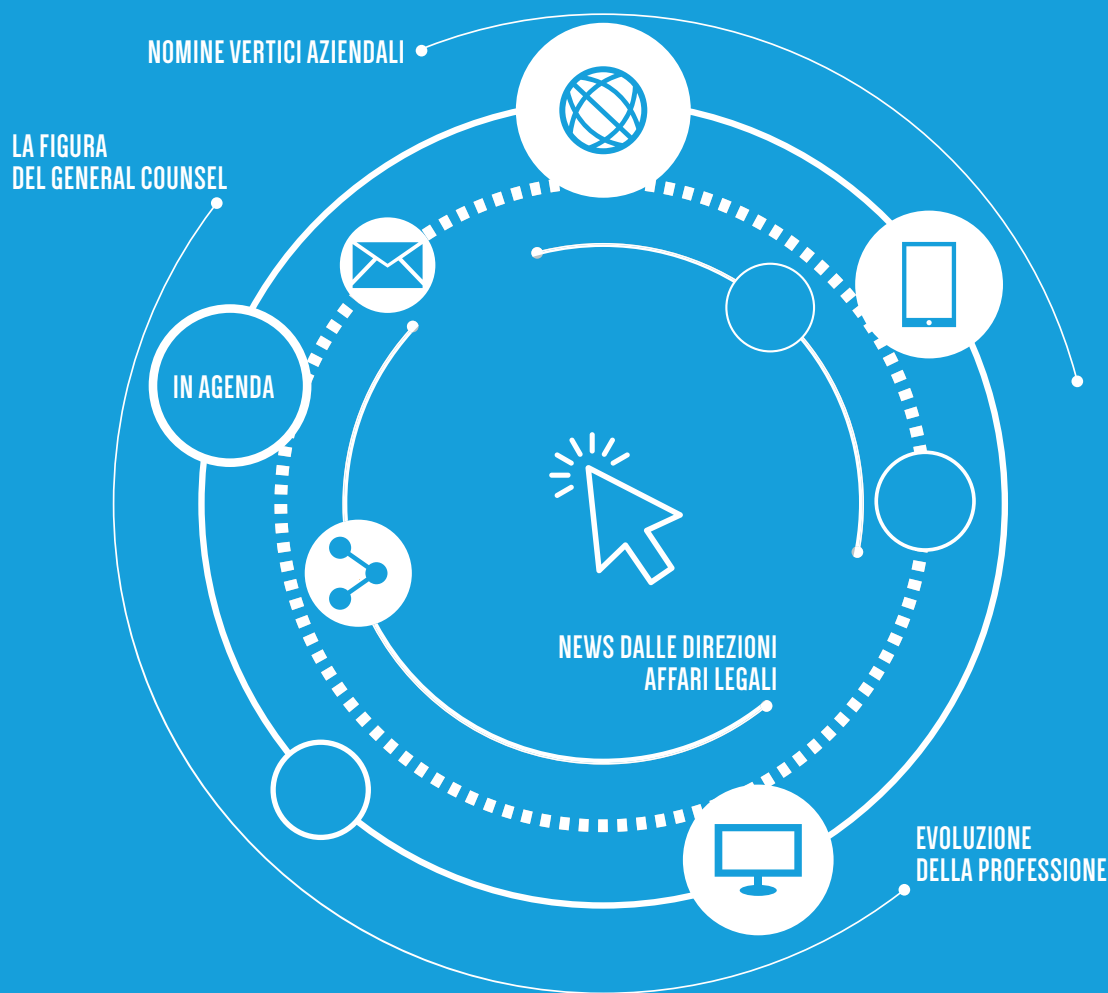 NOMINE VERTICI AZIENDALI
LA FIGURA
DEL GENERAL COUNSEL
IN AGENDA
NEWS DALLE DIREZIONI
AFFARI LEGALI
EVOLUZIONE
DELLA PROFESSIONE